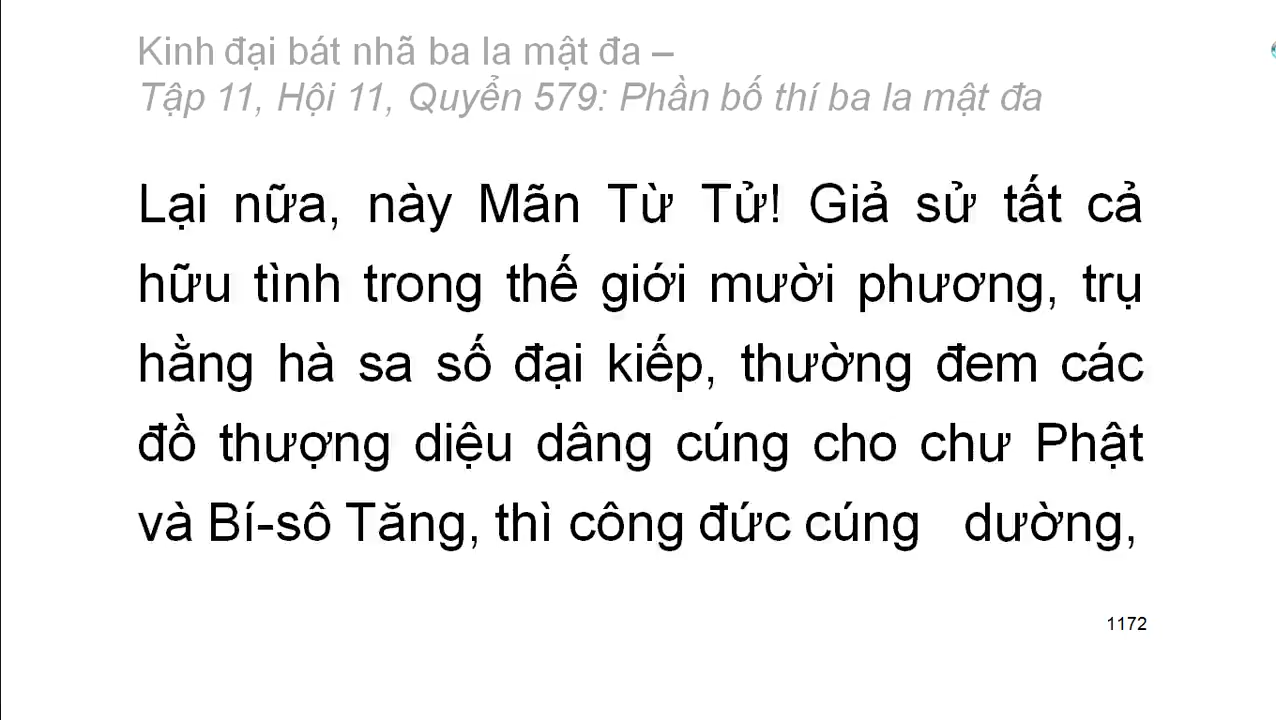 Kinh đại bát nhã ba la mật đa –
Tập 11, Hội 11, Quyển 579: Phần bố thí ba la mật đa
Lại nữa, này Mãn Từ Tử! Giả sử tất cả
hữu tình trong thế giới mười phương, trụ
hằng hà sa số đại kiếp, thường đem các
đồ thượng diệu dâng cúng cho chư Phật
và Bí-sô Tăng, thì công đức cúng dường,
1172